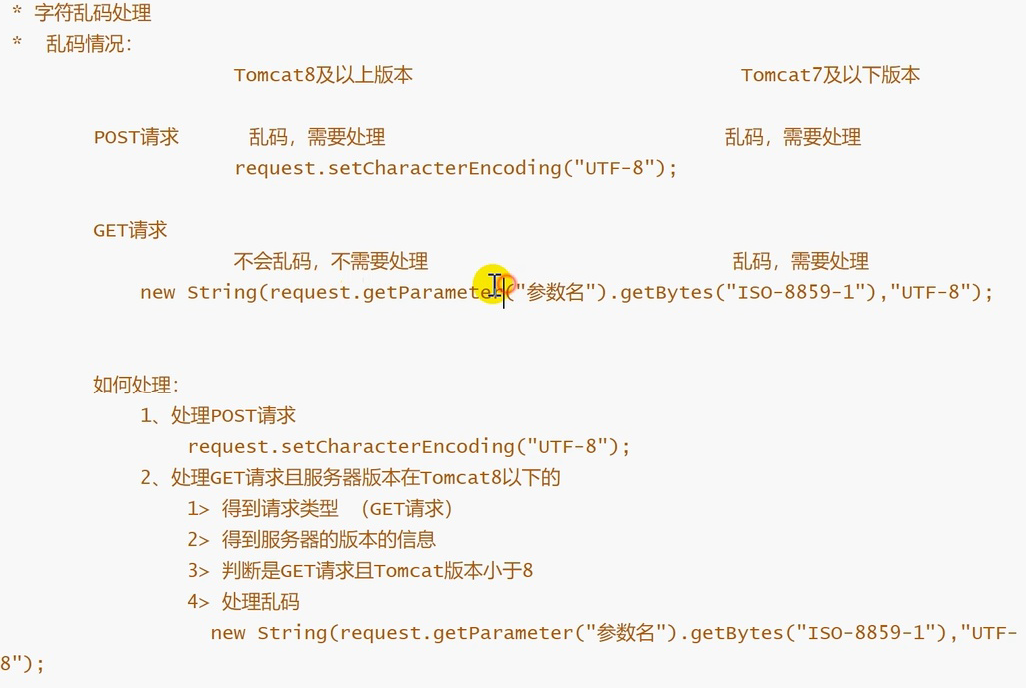 * 字符乱码处理
* 乱码情况：
Tomcat8及以上版本 Tomcat7及以下版本
POST请求 乱码，需要处理 乱码，需要处理
request.setCharacterEncoding("UTF-8");
GET请求
不会乱码，不需要处理 乱码，需要处理
new String(request.getParameter("参数名").getBytes("ISO-8859-1"),"UTF-8");
如何处理：
1、处理POST请求
request.setCharacterEncoding("UTF-8");
2、处理GET请求且服务器版本在Tomcat8以下的
1> 得到请求类型 （GET请求）
2> 得到服务器的版本的信息
3> 判断是GET请求且Tomcat版本小于8
4> 处理乱码
new String(request.getParameter("参数名").getBytes("ISO-8859-1"),"UTF-
8");